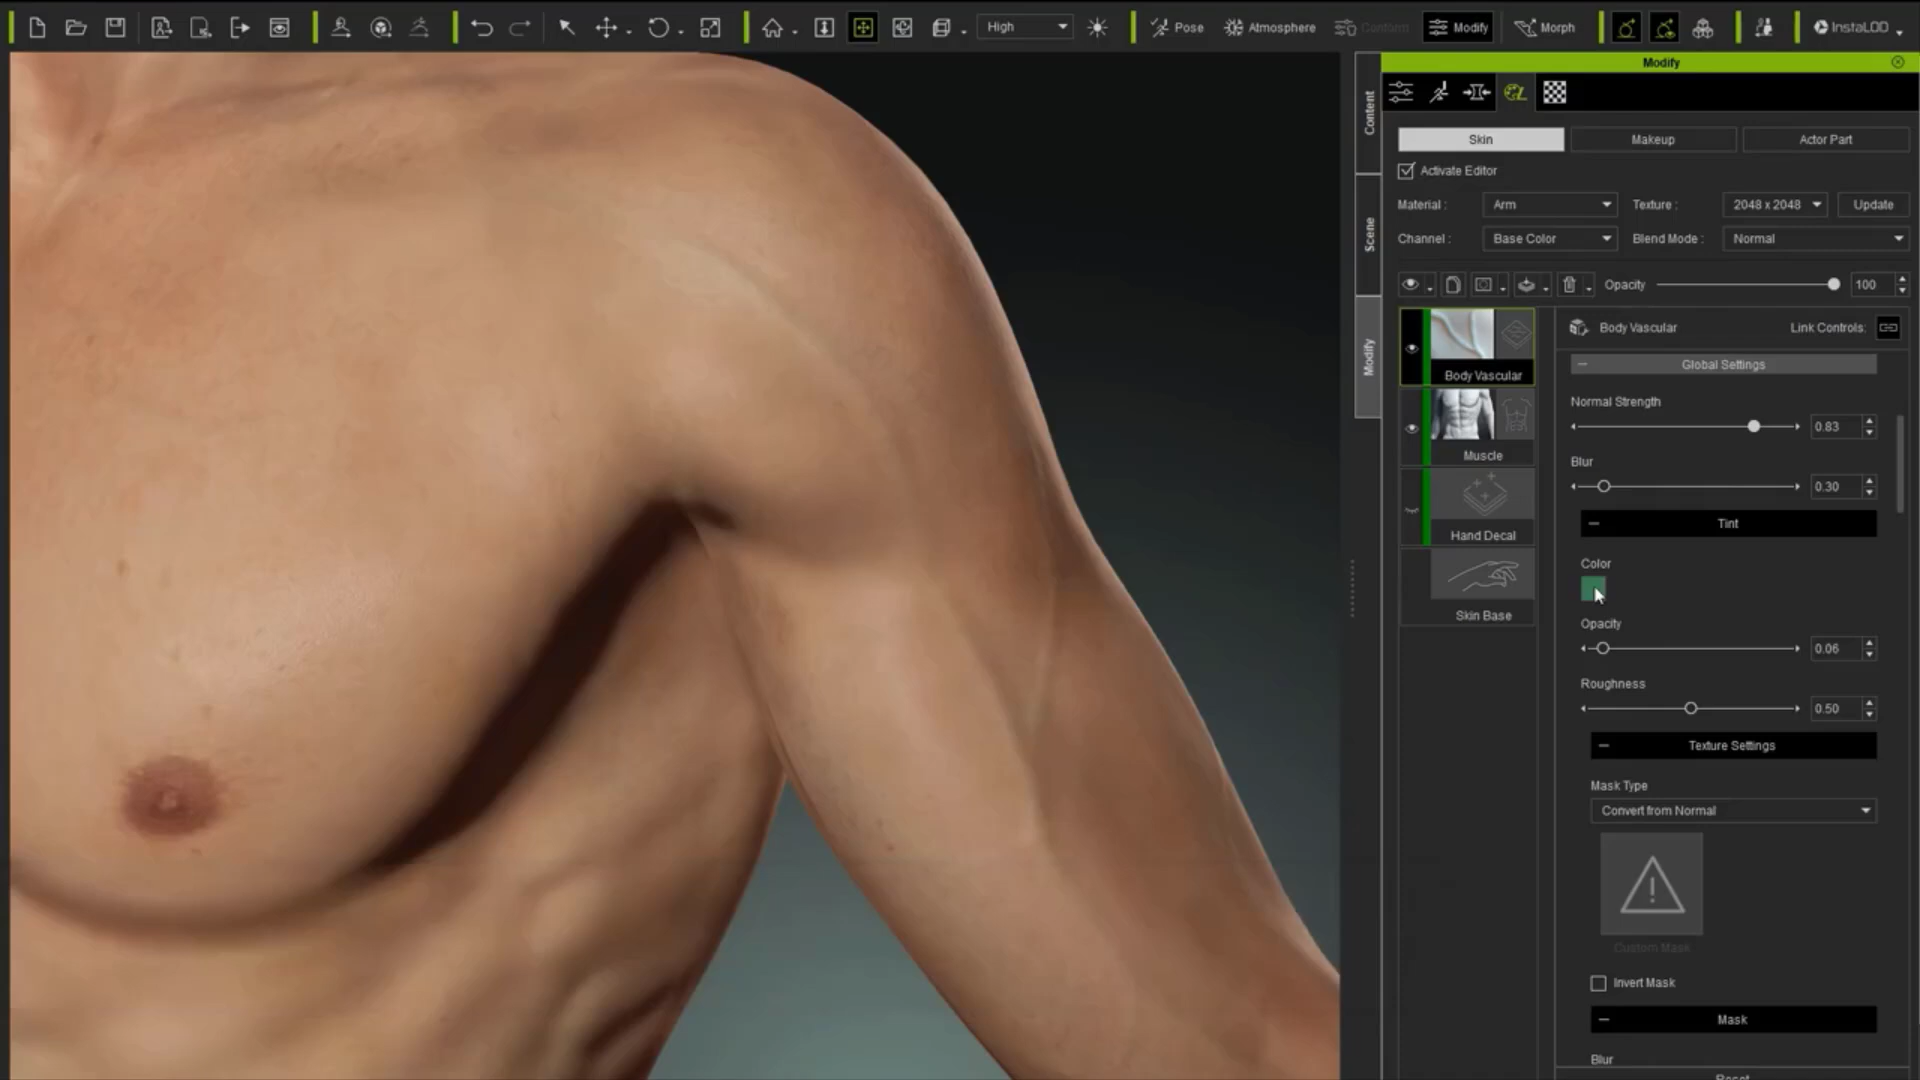 High
Pose
Atmosphere
Conform
Modify
Morph
InstaLOD
Modify
Content
Scene
Modify
Skin
Makeup
Actor Part
Activate Editor
Material :
Arm
Texture :
2048 x 2048
Update
Channel :
Base Color
Blend Mode :
Normal
Opacity
100
Body Vascular
Muscle
Hand Decal
Skin Base
Body Vascular
Link Controls:
Global Settings
Normal Strength
0.83
Blur
0.30
Tint
Color
Opacity
0.06
Roughness
0.50
Texture Settings
Mask Type
Convert from Normal
Custom Mask
Invert Mask
Mask
Blur